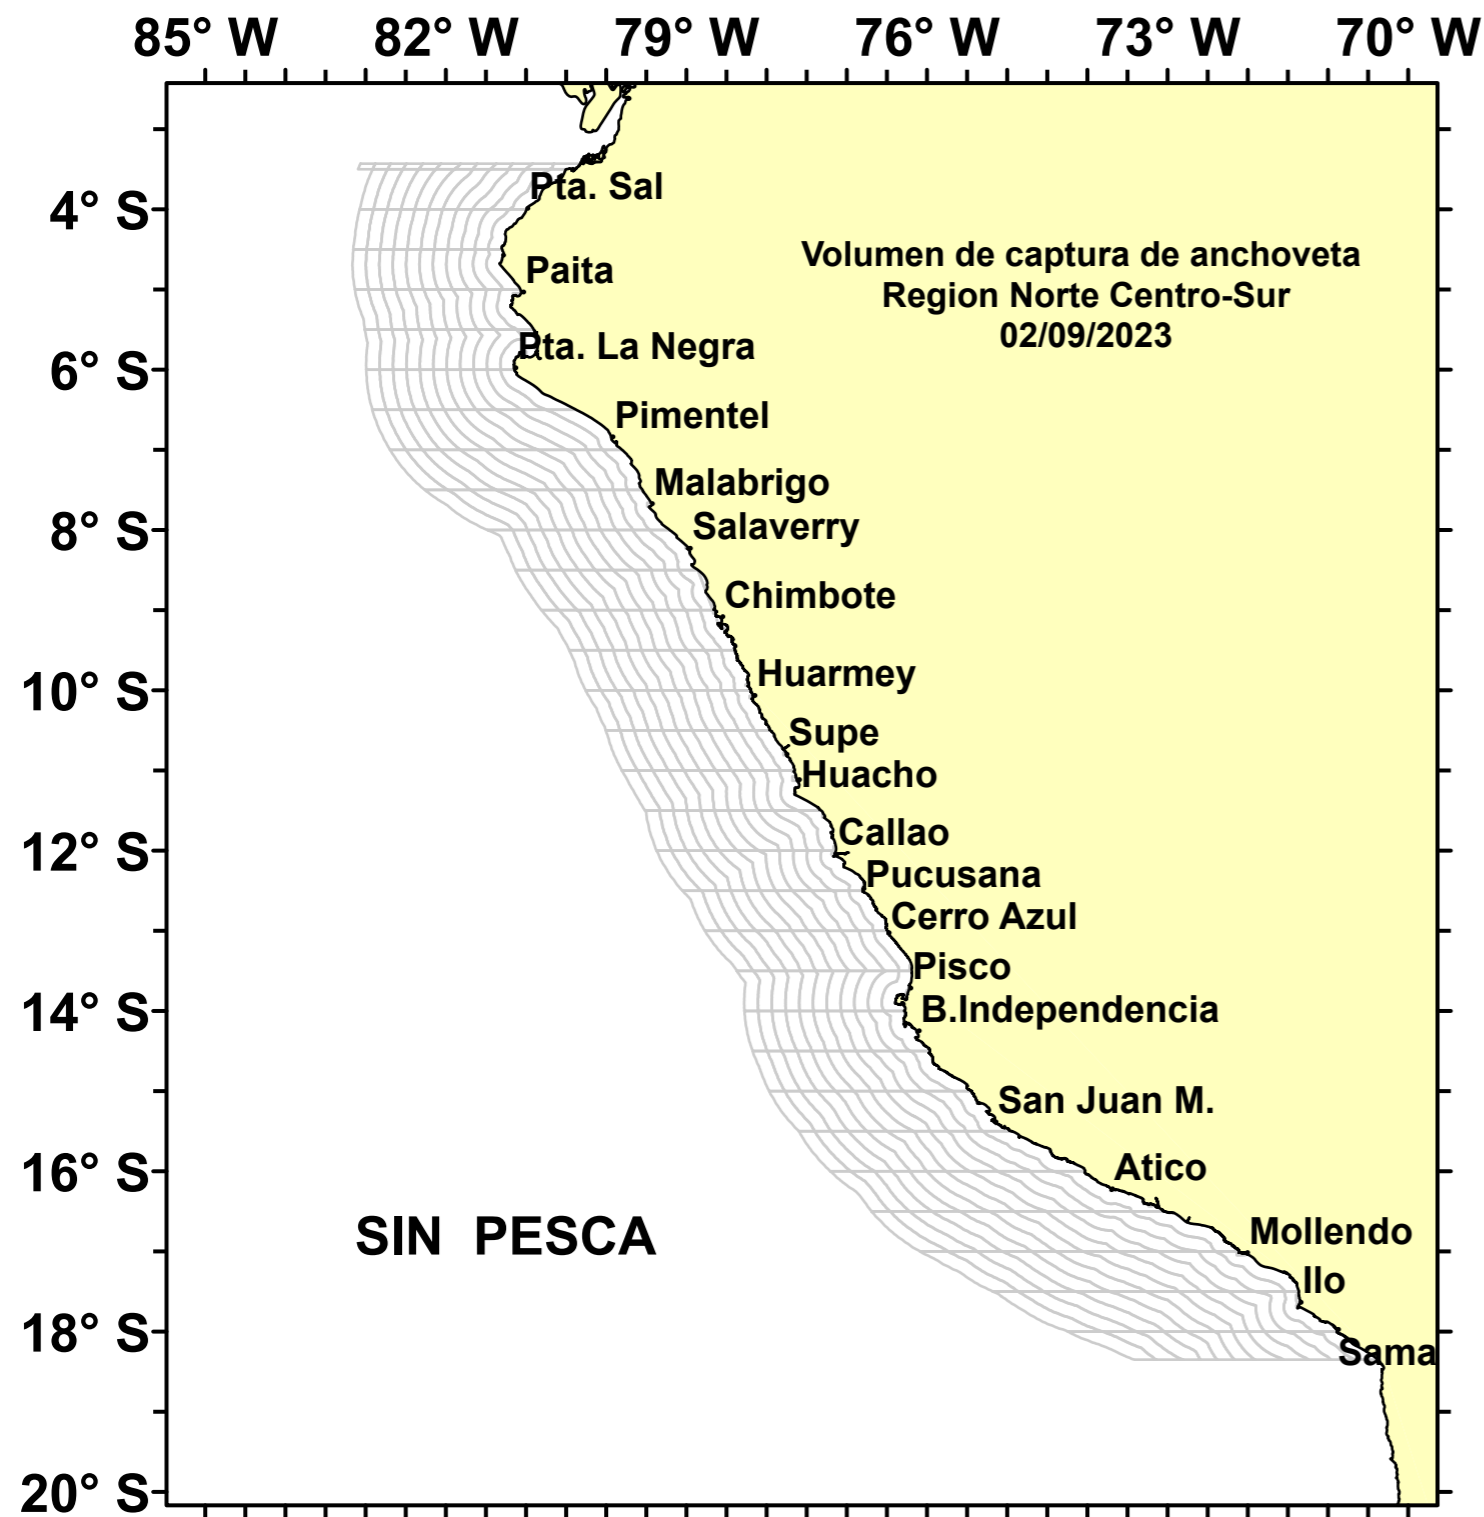 85° W 82° W 79° W 76° W 73° W 70° W
4° S
6° S
8° S
10° S
12° S
14° S
16° S
18° S
20° S
Volumen de captura de anchoveta
Region Norte Centro-Sur
02/09/2023
Pta. Sal
Paita
Pta. La Negra
Pimentel
Malabrigo
Salaverry
Chimbote
Huarmey
Supe
Huacho
Callao
Pucusana
Cerro Azul
Pisco
B.Independencia
San Juan M.
Atico
Mollendo
Ilo
Sama
SIN PESCA